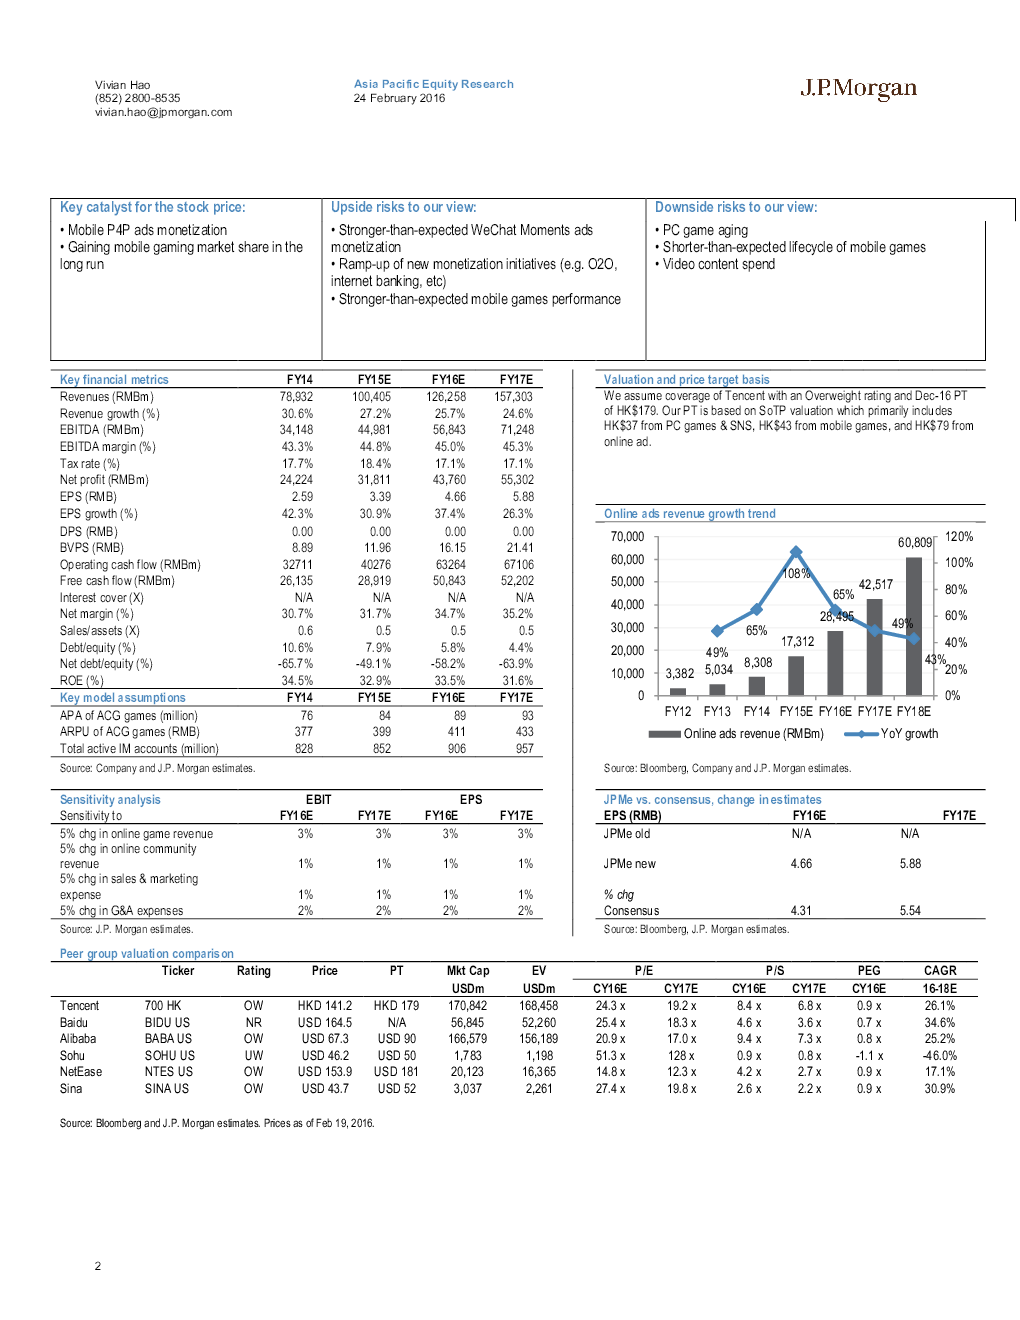 Vivian Hao
(852) 2800-8535
vivian.hao@jpmorgan.com
Asia Pacific Equity Research
24 February 2016
J.P.Morgan
Key catalyst for the stock price:
• Mobile P4P ads monetization
• Gaining mobile gaming market share in the
long run
Upside risks to our view:
• Stronger-than-expected WeChat Moments ads
monetization
• Ramp-up of new monetization initiatives (e.g. O2O,
internet banking, etc)
• Stronger-than-expected mobile games performance
Downside risks to our view:
• PC game aging
• Shorter-than-expected lifecycle of mobile games
• Video content spend
Key financial metrics FY14 FY15E FY16E FY17E
Revenues (RMBm) 78,932 100,405 126,258 157,303
Revenue growth (%) 30.6% 27.2% 25.7% 24.6%
EBITDA (RMBm) 34,148 44,981 56,843 71,248
EBITDA margin (%) 43.3% 44.8% 45.0% 45.3%
Tax rate (%) 17.7% 18.4% 17.1% 17.1%
Net profit (RMBm) 24,224 31,811 43,760 55,302
EPS (RMB) 2.59 3.39 4.66 5.88
EPS growth (%) 42.3% 30.9% 37.4% 26.3%
DPS (RMB) 0.00 0.00 0.00 0.00
BVPS (RMB) 8.89 11.96 16.15 21.41
Operating cash flow (RMBm) 32711 40276 63264 67106
Free cash flow (RMBm) 26,135 28,919 50,843 52,202
Interest cover (X) N/A N/A N/A N/A
Net margin (%) 30.7% 31.7% 34.7% 35.2%
Sales/assets (X) 0.6 0.5 0.5 0.5
Debt/equity (%) 10.6% 7.9% 5.8% 4.4%
Net debt/equity (%) -65.7% -49.1% -58.2% -63.9%
ROE (%) 34.5% 32.9% 33.5% 31.6%
Key model assumptions FY14 FY15E FY16E FY17E
APA of ACG games (million) 76 84 89 93
ARPU of ACG games (RMB) 377 399 411 433
Total active IM accounts (million) 828 852 906 957
Source: Company and J.P. Morgan estimates.
Valuation and price target basis
We assume coverage of Tencent with an Overweight rating and Dec-16 PT
of HK$179. Our PT is based on SoTP valuation which primarily includes
HK$37 from PC games & SNS, HK$43 from mobile games, and HK$79 from
online ad.
Online ads revenue growth trend
70,000
60,000
50,000
40,000
30,000
20,000
10,000
0
120%
100%
80%
60%
40%
20%
0%
3,382 5,034 8,308 17,312 28,495 42,517 60,809
49% 65% 108% 65% 49% 43%
FY12 FY13 FY14 FY15E FY16E FY17E FY18E
Online ads revenue (RMBm) YoY growth
Source: Bloomberg, Company and J.P. Morgan estimates.
Sensitivity analysis EBIT EPS
Sensitivity to FY16E FY17E FY16E FY17E
5% chg in online game revenue 3% 3% 3% 3%
5% chg in online community
revenue 1% 1% 1% 1%
5% chg in sales & marketing
expense 1% 1% 1% 1%
5% chg in G&A expenses 2% 2% 2% 2%
Source: J.P. Morgan estimates.
JPMe vs. consensus, change in estimates
EPS (RMB) FY16E FY17E
JPMe old N/A N/A
JPMe new 4.66 5.88
% chg
Consensus 4.31 5.54
Source: Bloomberg, J.P. Morgan estimates.
Peer group valuation comparison
Ticker Rating Price PT Mkt Cap EV P/E P/S PEG CAGR
USDm USDm CY16E CY17E CY16E CY17E CY16E 16-18E
Tencent 700 HK OW HKD 141.2 HKD 179 170,842 168,458 24.3 x 19.2 x 8.4 x 6.8 x 0.9 x 26.1%
Baidu BIDU US NR USD 164.5 N/A 56,845 52,260 25.4 x 18.3 x 4.6 x 3.6 x 0.7 x 34.6%
Alibaba BABA US OW USD 67.3 USD 90 166,579 156,189 20.9 x 17.0 x 9.4 x 7.3 x 0.8 x 25.2%
Sohu SOHU US UW USD 46.2 USD 50 1,783 1,198 51.3 x 128 x 0.9 x 0.8 x -1.1 x -46.0%
NetEase NTES US OW USD 153.9 USD 181 20,123 16,365 14.8 x 12.3 x 4.2 x 2.7 x 0.9 x 17.1%
Sina SINA US OW USD 43.7 USD 52 3,037 2,261 27.4 x 19.8 x 2.6 x 2.2 x 0.9 x 30.9%
Source: Bloomberg and J.P. Morgan estimates. Prices as of Feb 19, 2016.
2